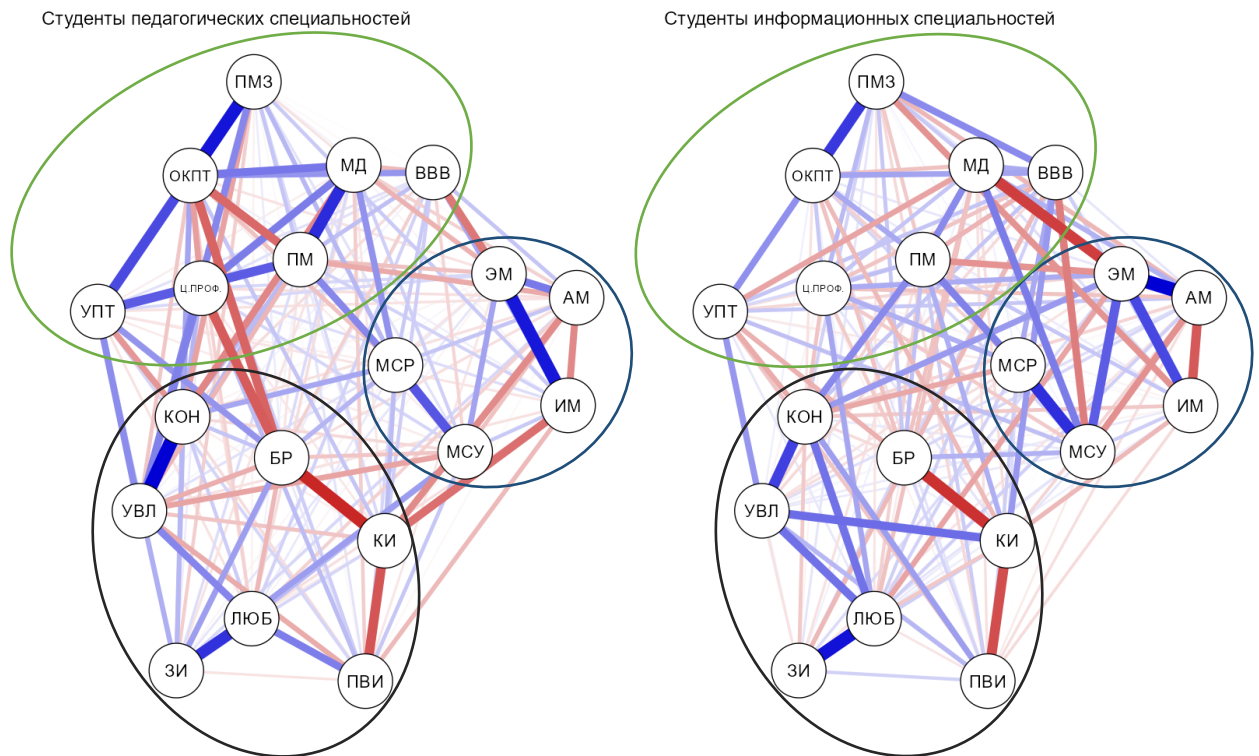 Студенты педагогических специальностей
ПМЗ
МД
ВВВ
ОКПТ
ПМ
ЭМ
Ц.ПРОФ.
АМ
УПТ
МСР
ИМ
КОН
МСУ
БР
УВЛ
КИ
ЛЮБ
ЗИ
ПВИ
Студенты информационных специальностей
ПМЗ
МД
ВВВ
ОКПТ
ПМ
ЭМ
Ц.ПРОФ.
АМ
УПТ
МСР
ИМ
КОН
МСУ
БР
УВЛ
КИ
ЛЮБ
ЗИ
ПВИ